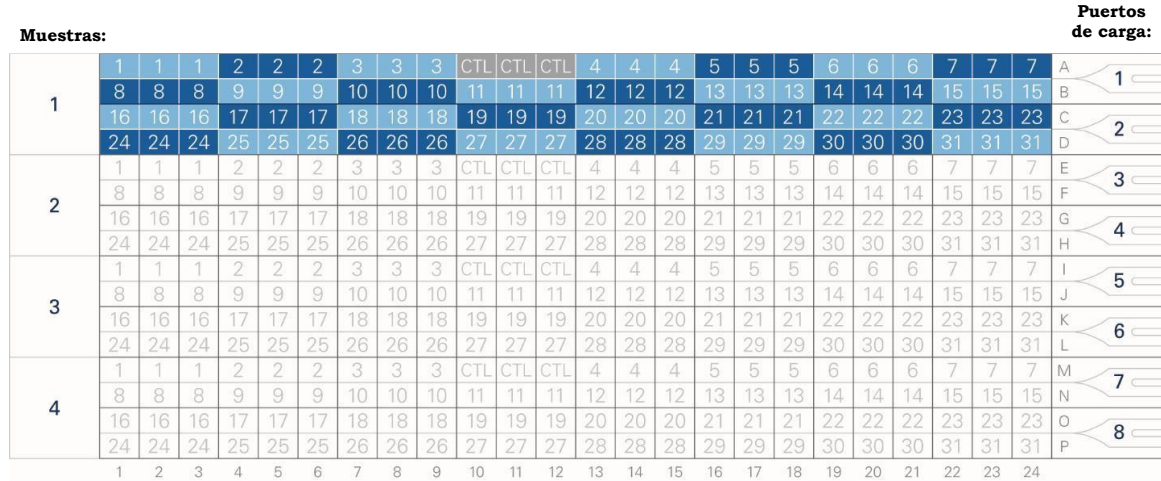 Muestras:
Puertos
de carga:
1 1 1 1 2 2 2 3 3 3 CTL CTL CTL 4 4 4 5 5 5 6 6 6 7 7 7 A 1
8 8 8 9 9 9 10 10 10 11 11 11 12 12 12 13 13 13 14 14 14 15 15 15 B
16 16 16 17 17 17 18 18 18 19 19 19 20 20 20 21 21 21 22 22 22 23 23 23 C 2
24 24 24 25 25 25 26 26 26 27 27 27 28 28 28 29 29 29 30 30 30 31 31 31 D
2 1 1 1 2 2 2 3 3 3 CTL CTL CTL 4 4 4 5 5 5 6 6 6 7 7 7 E 3
8 8 8 9 9 9 10 10 10 11 11 11 12 12 12 13 13 13 14 14 14 15 15 15 F
16 16 16 17 17 17 18 18 18 19 19 19 20 20 20 21 21 21 22 22 22 23 23 23 G 4
24 24 24 25 25 25 26 26 26 27 27 27 28 28 28 29 29 29 30 30 30 31 31 31 H
3 1 1 1 2 2 2 3 3 3 CTL CTL CTL 4 4 4 5 5 5 6 6 6 7 7 7 I 5
8 8 8 9 9 9 10 10 10 11 11 11 12 12 12 13 13 13 14 14 14 15 15 15 J
16 16 16 17 17 17 18 18 18 19 19 19 20 20 20 21 21 21 22 22 22 23 23 23 K 6
24 24 24 25 25 25 26 26 26 27 27 27 28 28 28 29 29 29 30 30 30 31 31 31 L
4 1 1 1 2 2 2 3 3 3 CTL CTL CTL 4 4 4 5 5 5 6 6 6 7 7 7 M 7
8 8 8 9 9 9 10 10 10 11 11 11 12 12 12 13 13 13 14 14 14 15 15 15 N
16 16 16 17 17 17 18 18 18 19 19 19 20 20 20 21 21 21 22 22 22 23 23 23 O 8
24 24 24 25 25 25 26 26 26 27 27 27 28 28 28 29 29 29 30 30 30 31 31 31 P
1 2 3 4 5 6 7 8 9 10 11 12 13 14 15 16 17 18 19 20 21 22 23 24